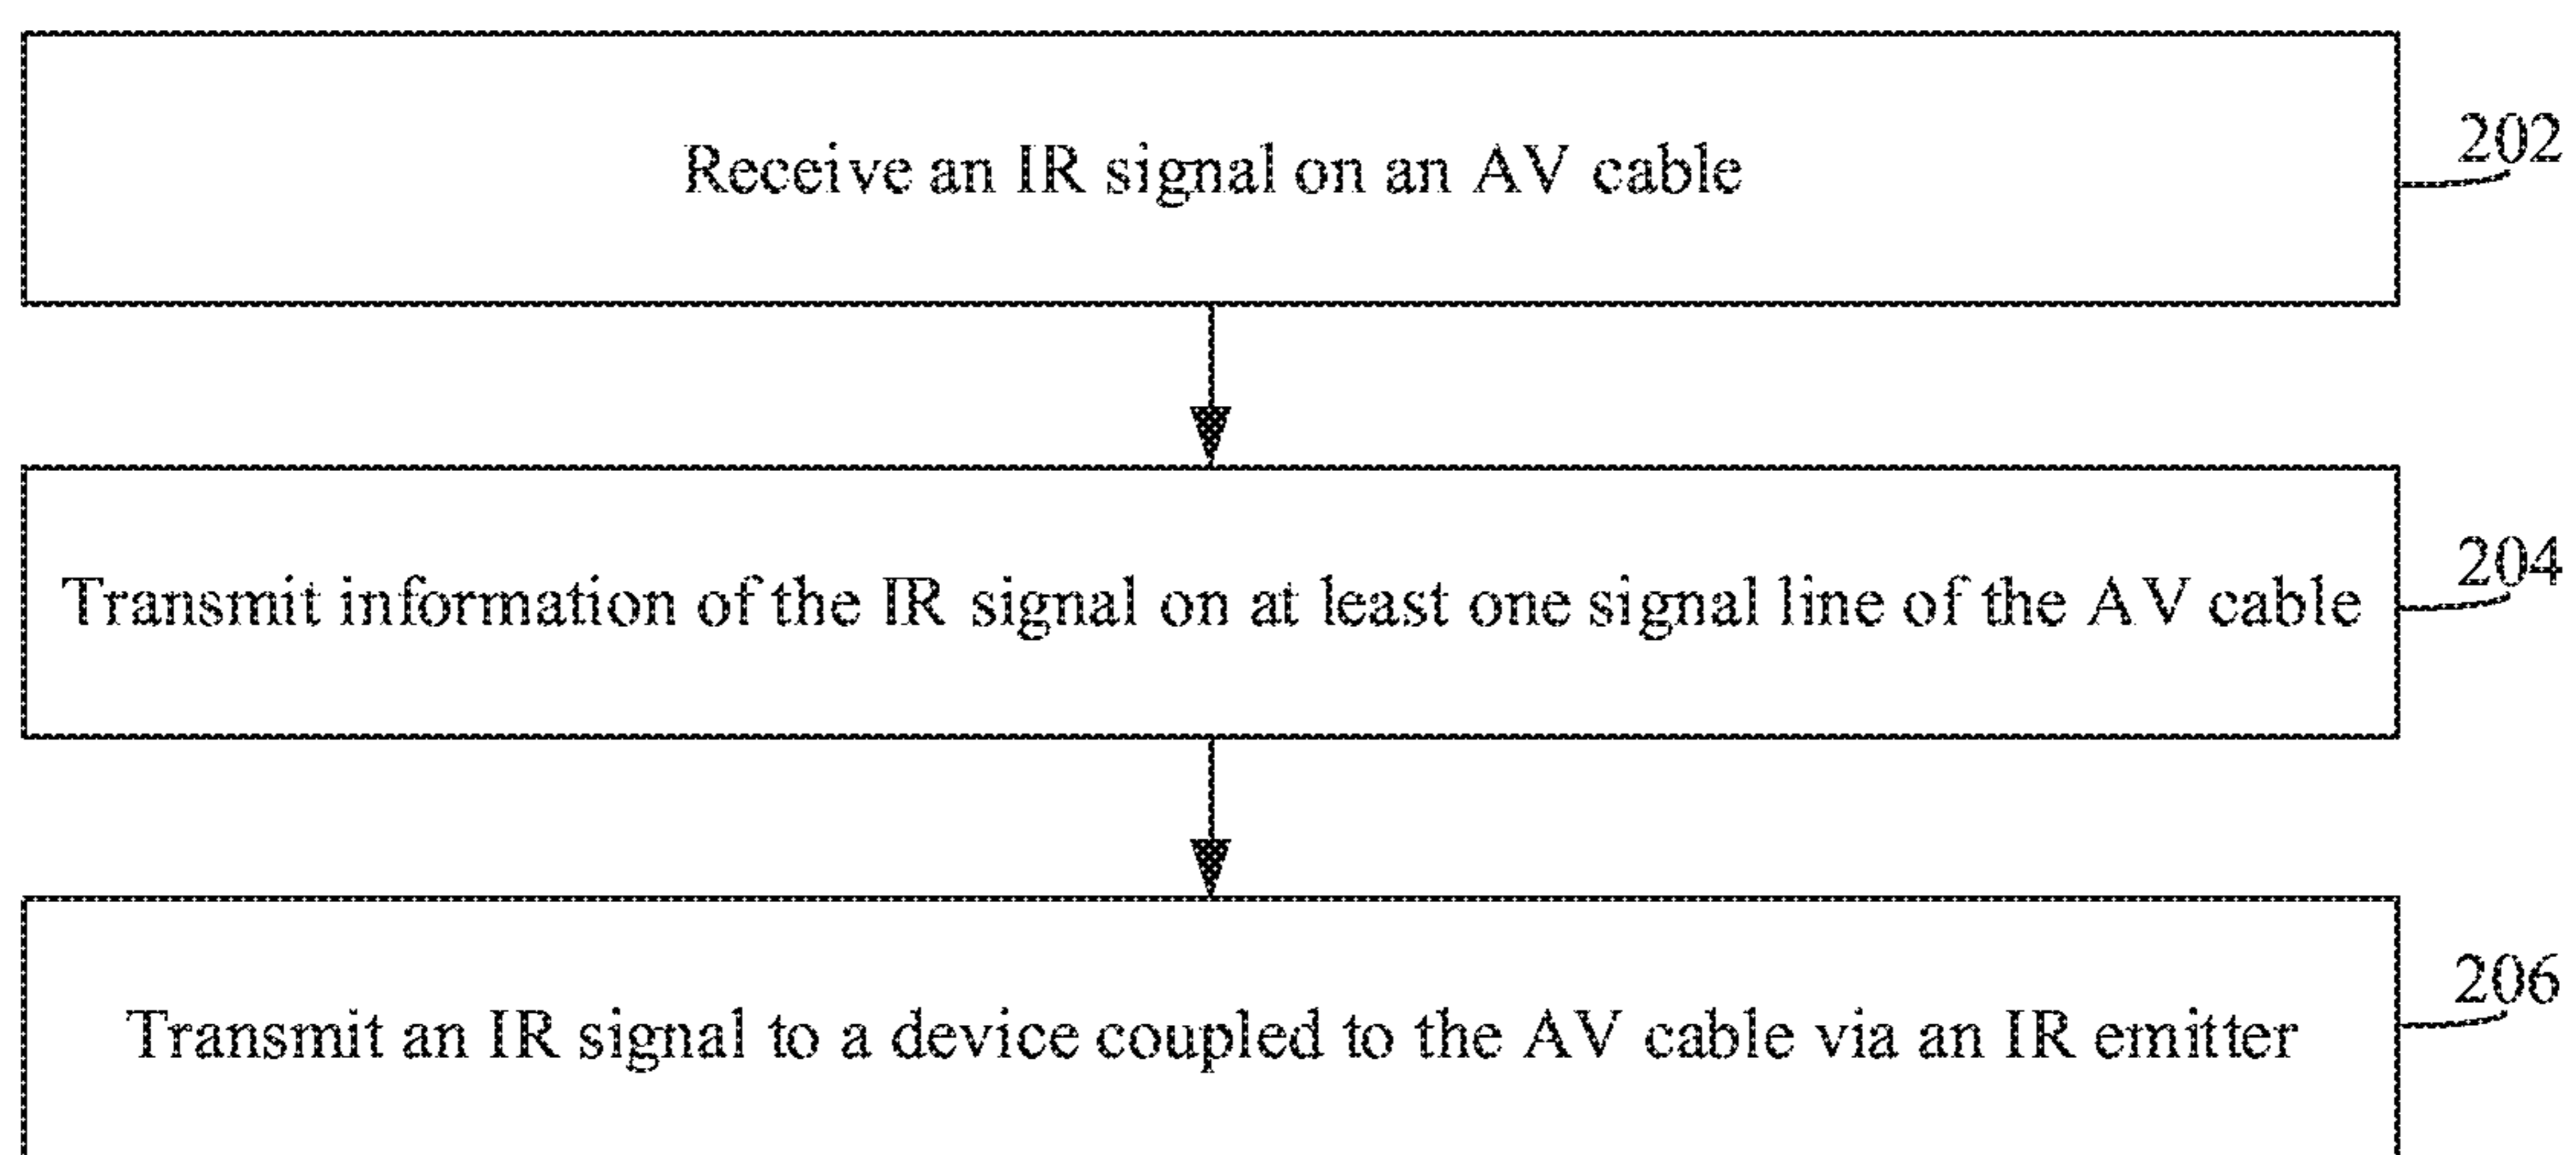 Receive an IR signal on an AV cable
202
Transmit information of the IR signal on at least one signal line of the AV cable
204
Transmit an IR signal to a device coupled to the AV cable via an IR emitter
206